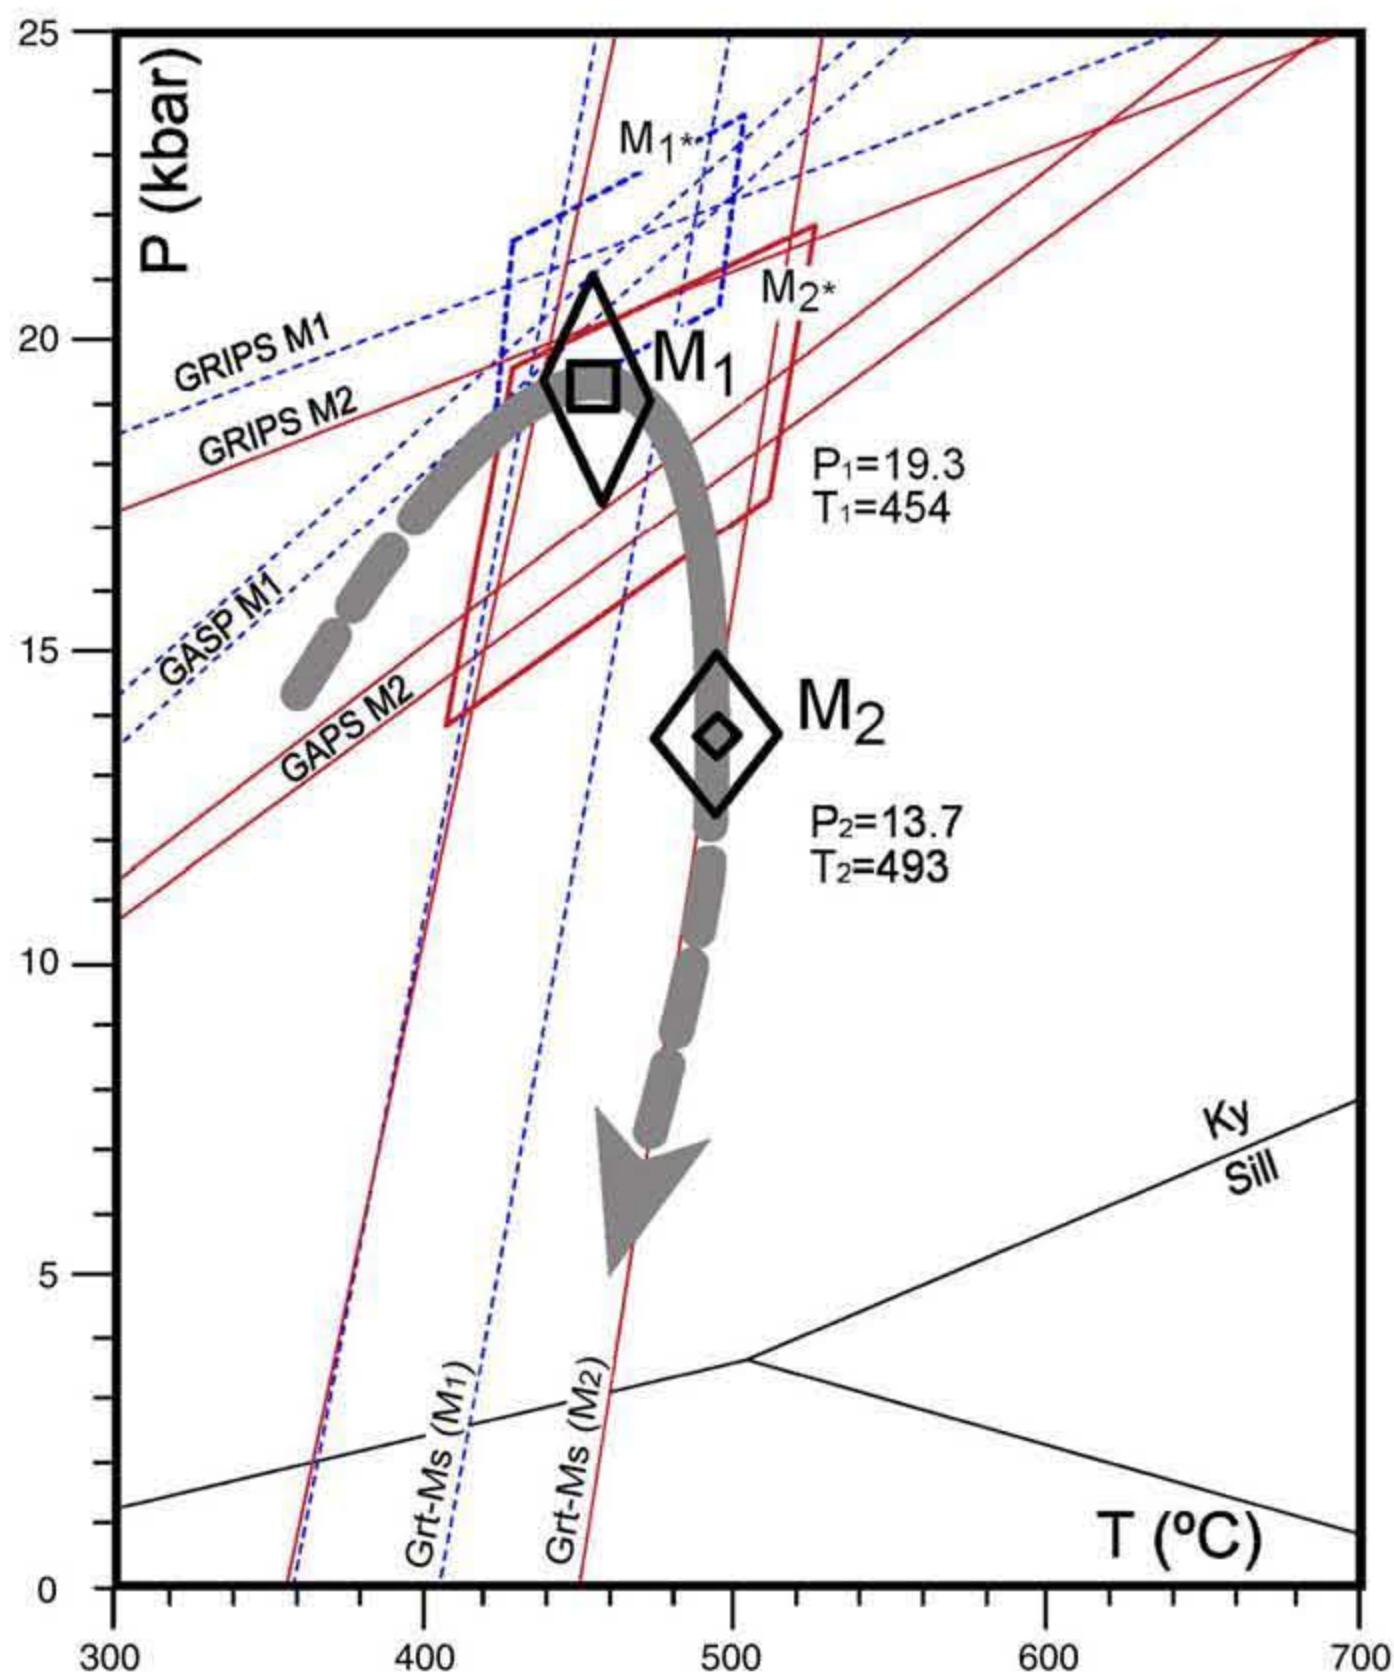 25
P (kbar)
M1*
GRIPS M1
M2*
20
M1
GRIPS M2
P1=19.3
T1=454
GASP M1
15
M2
GAPS M2
P2=13.7
T2=493
10
Ky
Sill
5
Grt-Ms (M1)
Grt-Ms (M2)
T (ºC)
0
300 400 500 600 700